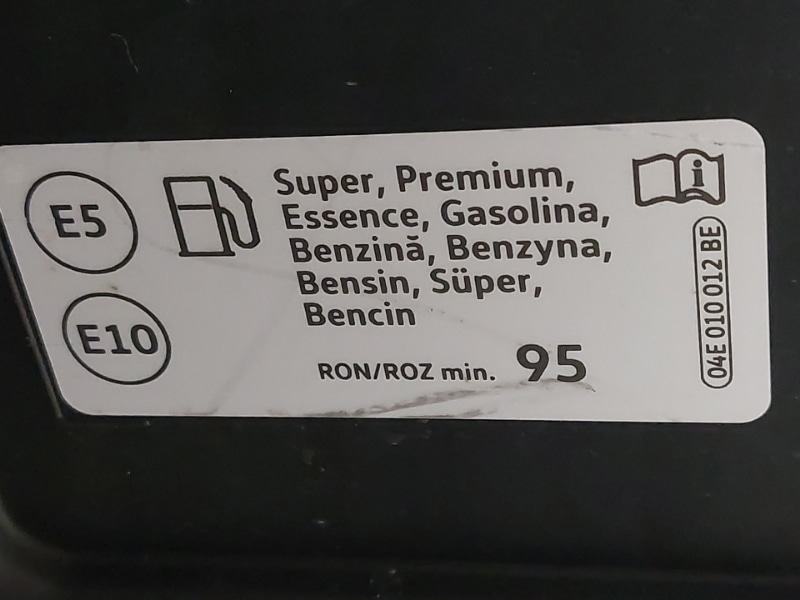 E5
E10
Super, Premium,
Essence, Gasolina,
Benzină, Benzyna,
Bensin, Süper,
Bencin
RON/ROZ min. 95
i
04E 010 012 BE